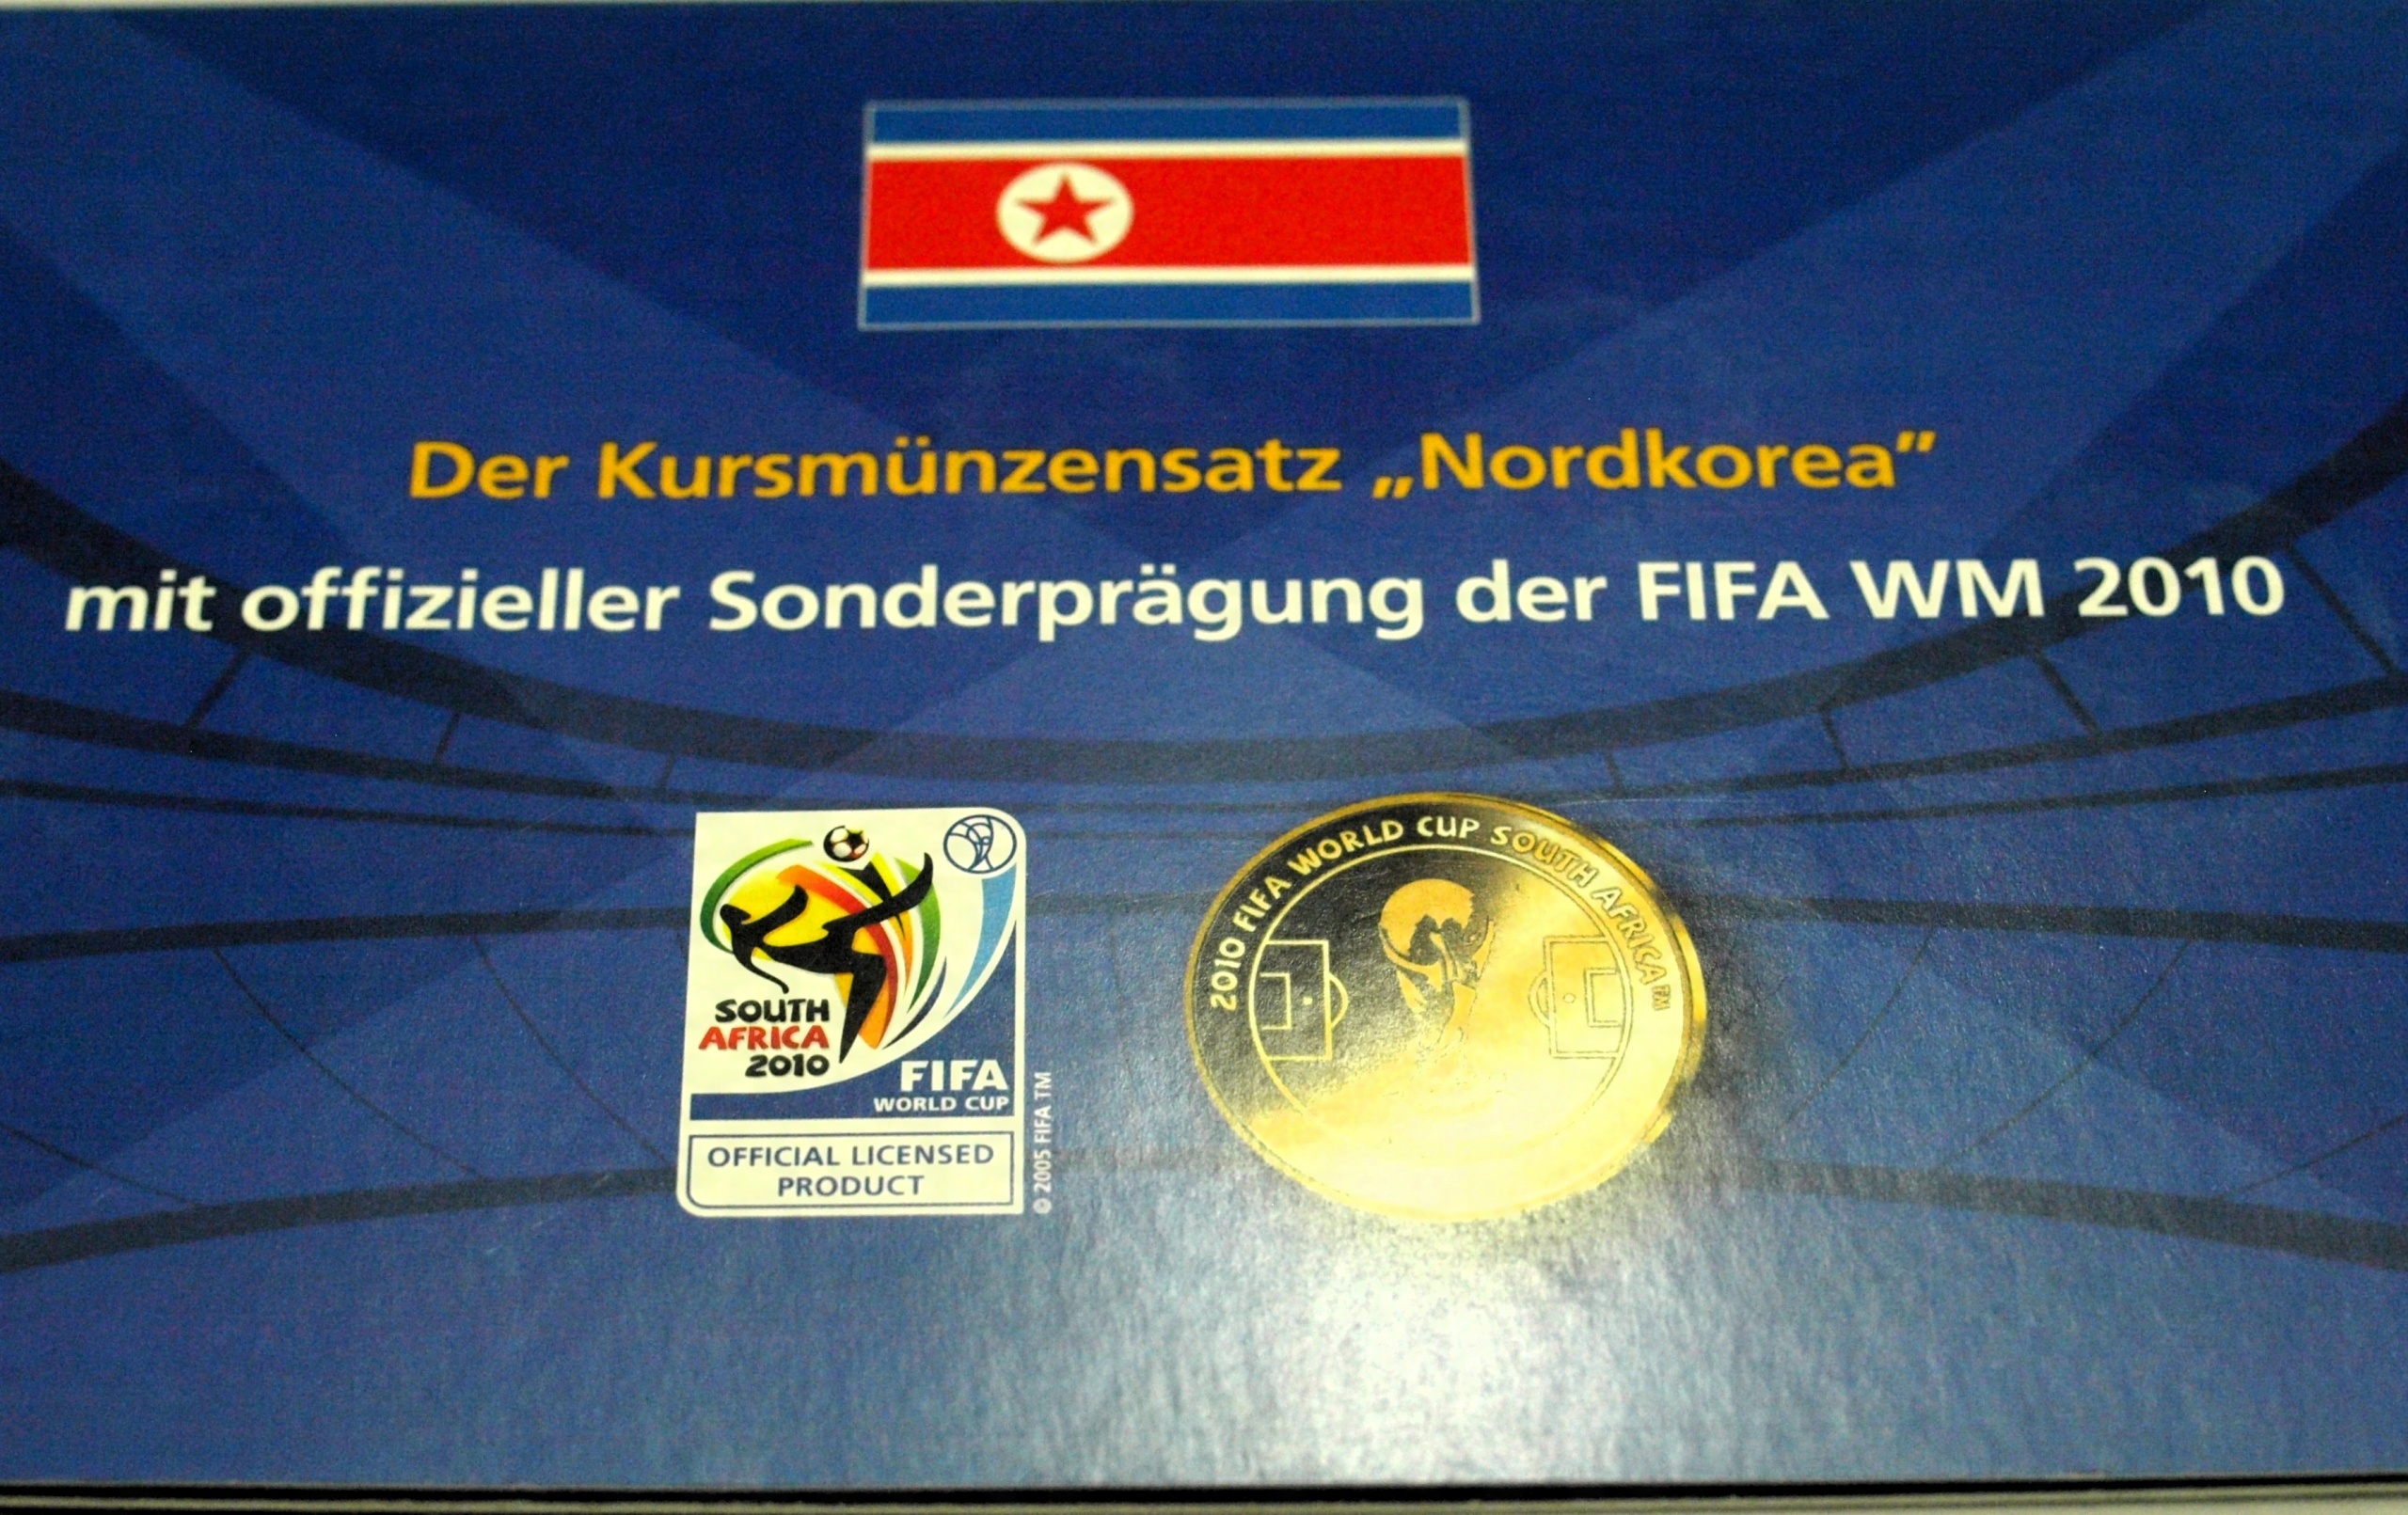 Der Kursmünzensatz „Nordkorea”
mit offizieller Sonderprägung der FIFA WM 2010
SOUTH
AFRICA
2010
FIFA
WORLD CUP
OFFICIAL LICENSED
PRODUCT
© 2005 FIFA TM
2010 FIFA WORLD CUP SOUTH AFRICA™